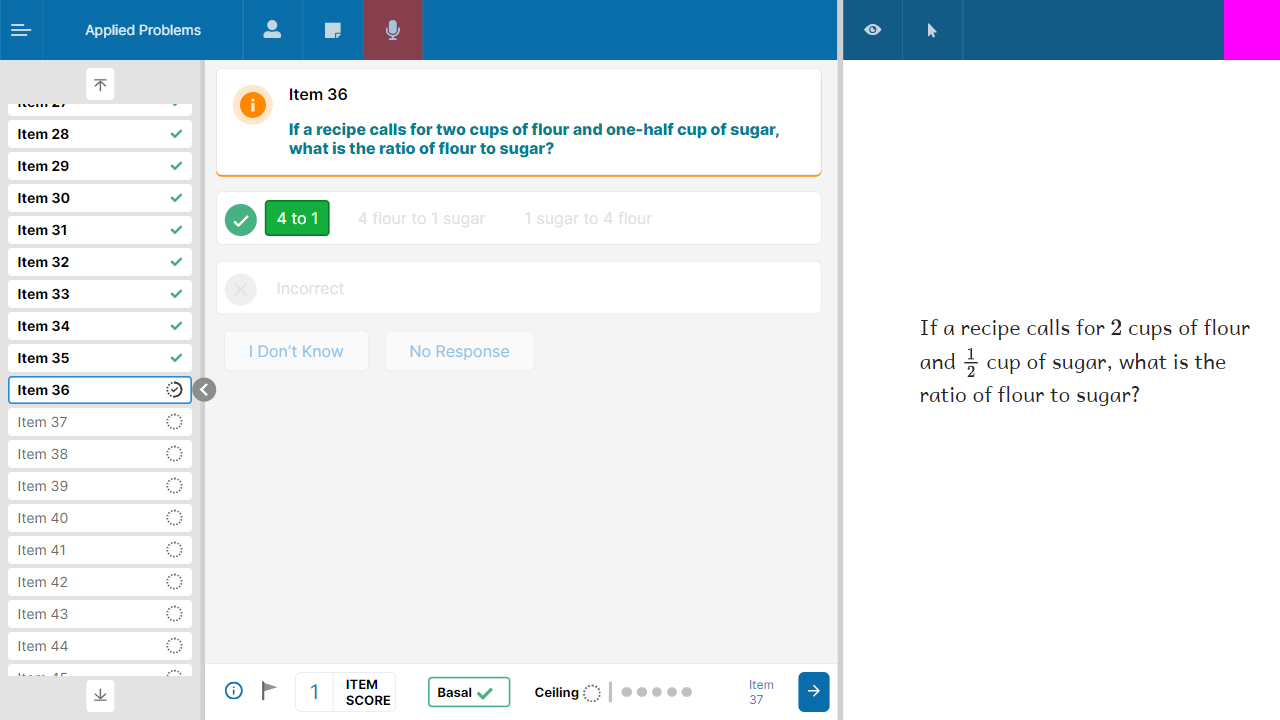 Applied Problems
Item 27
Item 28
Item 29
Item 30
Item 31
Item 32
Item 33
Item 34
Item 35
Item 36
Item 37
Item 38
Item 39
Item 40
Item 41
Item 42
Item 43
Item 44
Item 45
Item 36
If a recipe calls for two cups of flour and one-half cup of sugar,
what is the ratio of flour to sugar?
4 to 1 4 flour to 1 sugar 1 sugar to 4 flour
Incorrect
I Don't Know No Response
1 ITEM SCORE Basal Ceiling Item 37
If a recipe calls for 2 cups of flour
and 1/2 cup of sugar, what is the
ratio of flour to sugar?